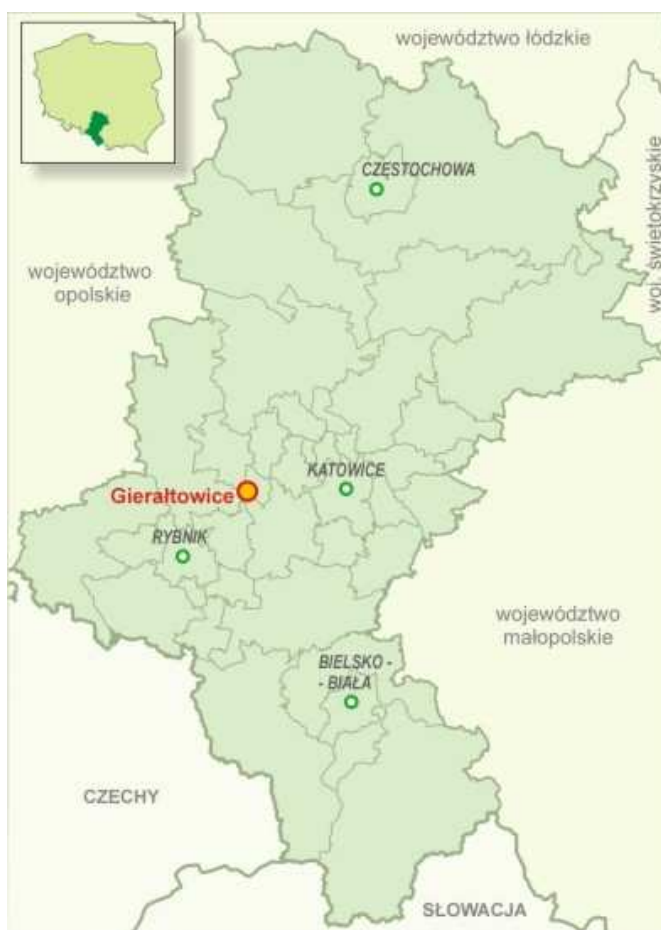 województwo łódzkie
CZĘSTOCHOWA
województwo
opolskie
woj. świętokrzyskie
KATOWICE
Gierałtowice
RYBNIK
województwo
małopolskie
BIELSKO -
- BIAŁA
CZECHY
SŁOWACJA